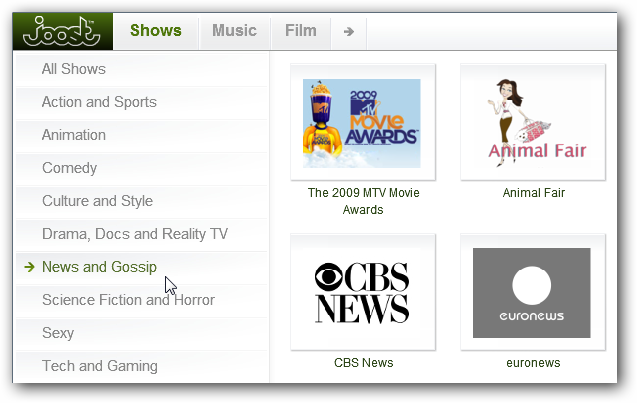 Joost™
Shows
Music
Film
All Shows
Action and Sports
Animation
Comedy
Culture and Style
Drama, Docs and Reality TV
News and Gossip
Science Fiction and Horror
Sexy
Tech and Gaming
2009
MTV
MOVIE
AWARDS
The 2009 MTV Movie
Awards
Animal Fair
Animal Fair
CBS
NEWS
CBS News
euronews
euronews